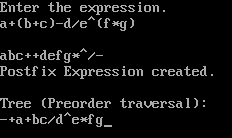 Enter the expression.
a+(b+c)-d/e^(f*g)
abc++defg*^/-
Postfix Expression created.
Tree (Preorder traversal):
-+a+bc/d^e*fg_